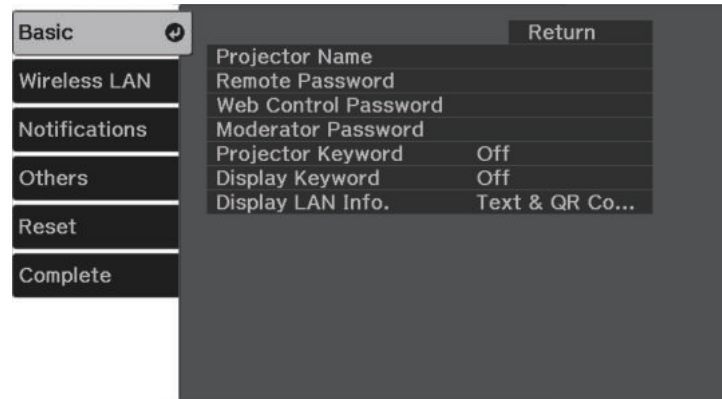 Basic
Wireless LAN
Notifications
Others
Reset
Complete
Return
Projector Name
Remote Password
Web Control Password
Moderator Password
Projector Keyword Off
Display Keyword Off
Display LAN Info. Text & QR Co...